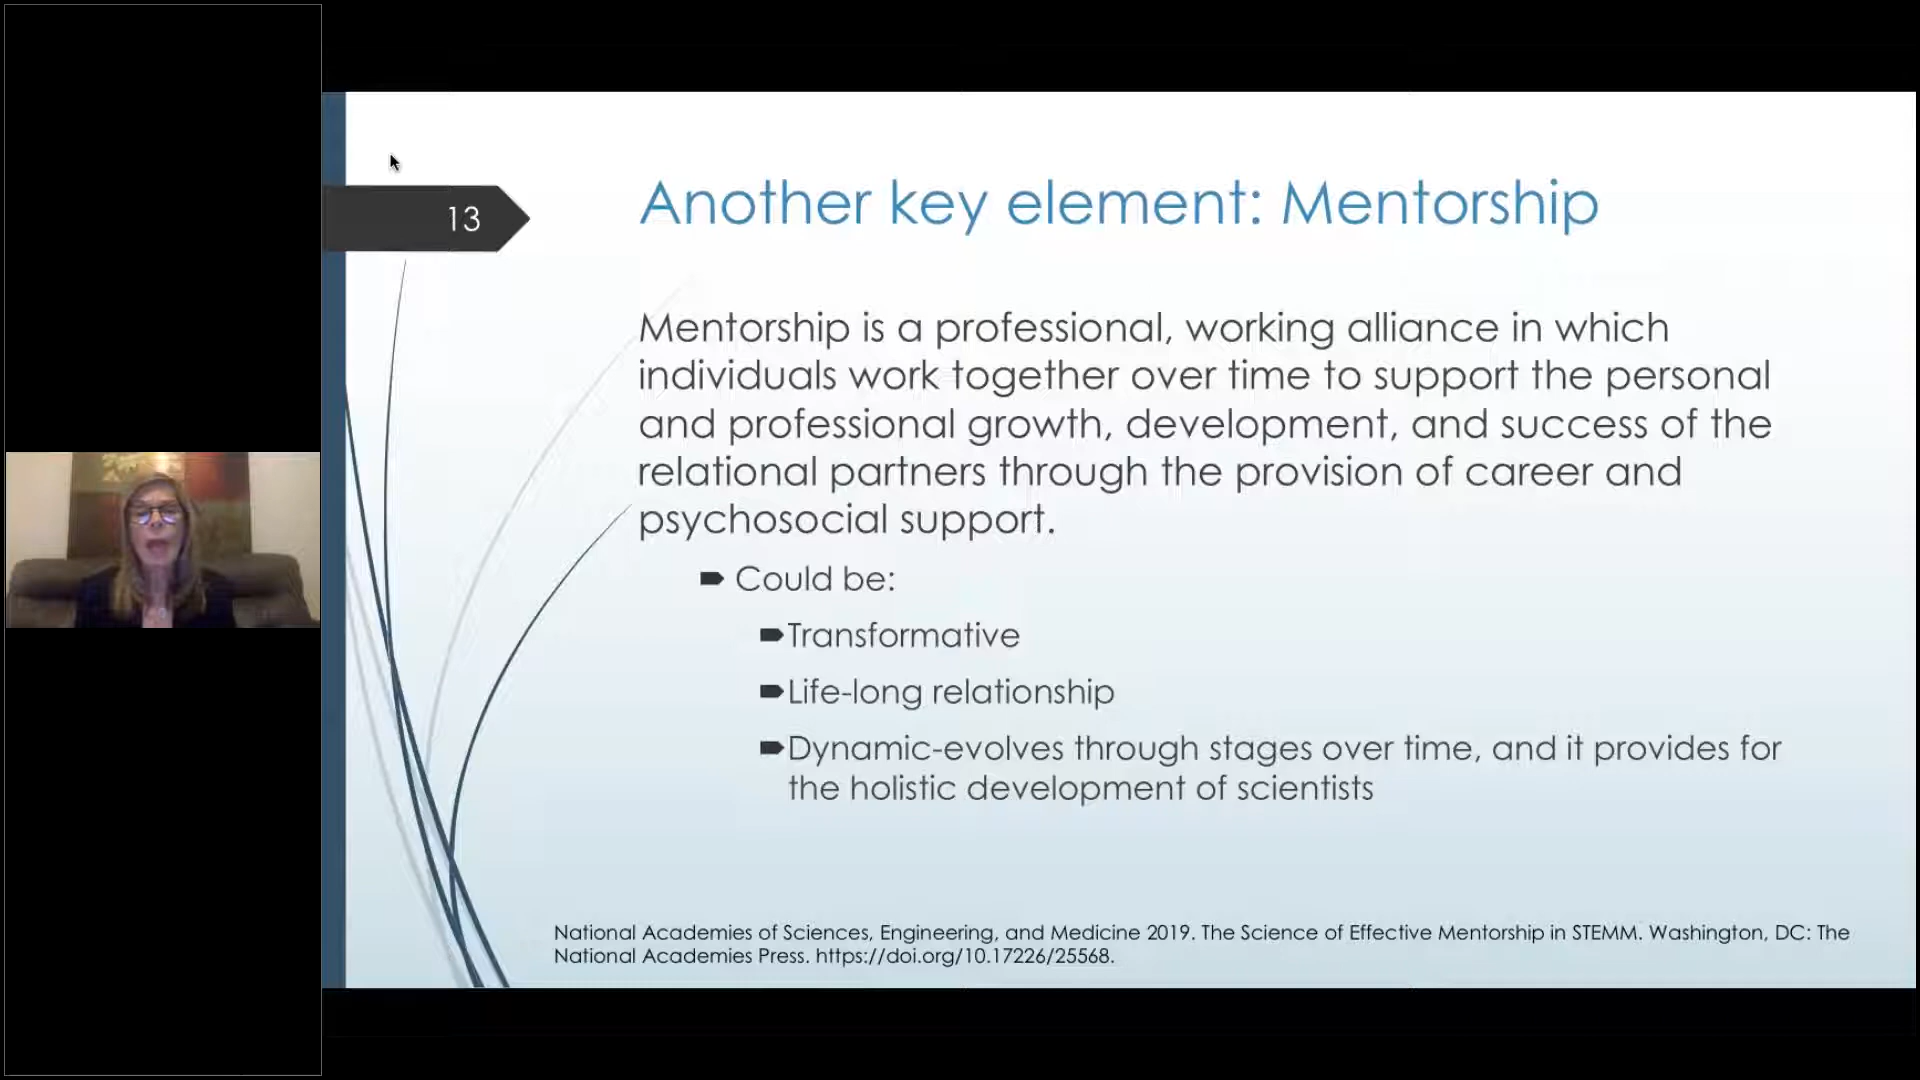 13
Another key element: Mentorship
Mentorship is a professional, working alliance in which
individuals work together over time to support the personal
and professional growth, development, and success of the
relational partners through the provision of career and
psychosocial support.
Could be:
Transformative
Life-long relationship
Dynamic-evolves through stages over time, and it provides for
the holistic development of scientists
National Academies of Sciences, Engineering, and Medicine 2019. The Science of Effective Mentorship in STEMM. Washington, DC: The
National Academies Press. https://doi.org/10.17226/25568.